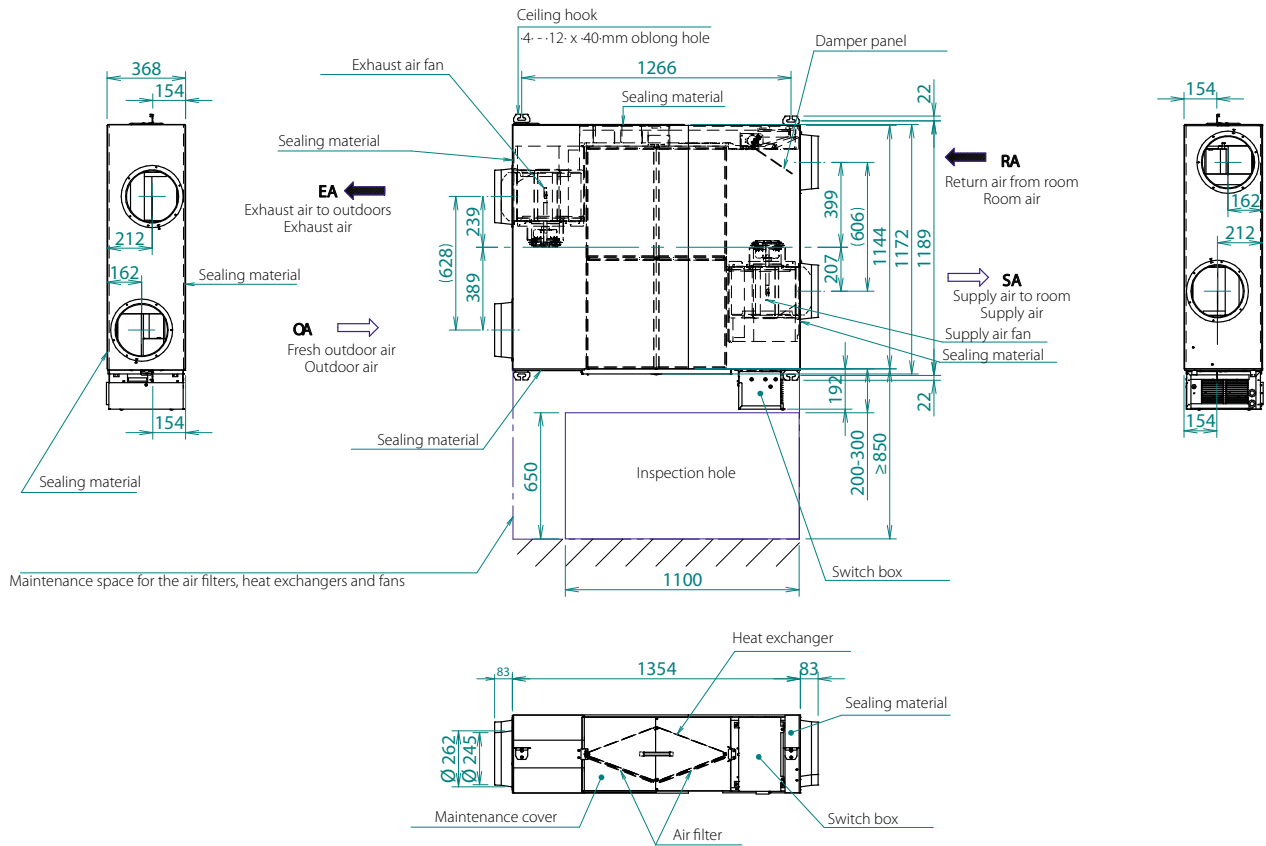 Ceiling hook
·4· - ·12· x ·40·mm oblong hole
Damper panel
Exhaust air fan
1266
368
154
22
154
Sealing material
Sealing material
EA
Exhaust air to outdoors
Exhaust air
RA
Return air from room
Room air
239
(628)
389
399
(606)
207
1144
1172
1189
212
162
162
212
Sealing material
SA
Supply air to room
Supply air
Supply air fan
Sealing material
OA
Fresh outdoor air
Outdoor air
192
22
154
154
Sealing material
Sealing material
650
Inspection hole
200-300
≥850
Maintenance space for the air filters, heat exchangers and fans
Switch box
1100
Heat exchanger
83
1354
83
Sealing material
Ø 262
Ø 245
Maintenance cover
Air filter
Switch box